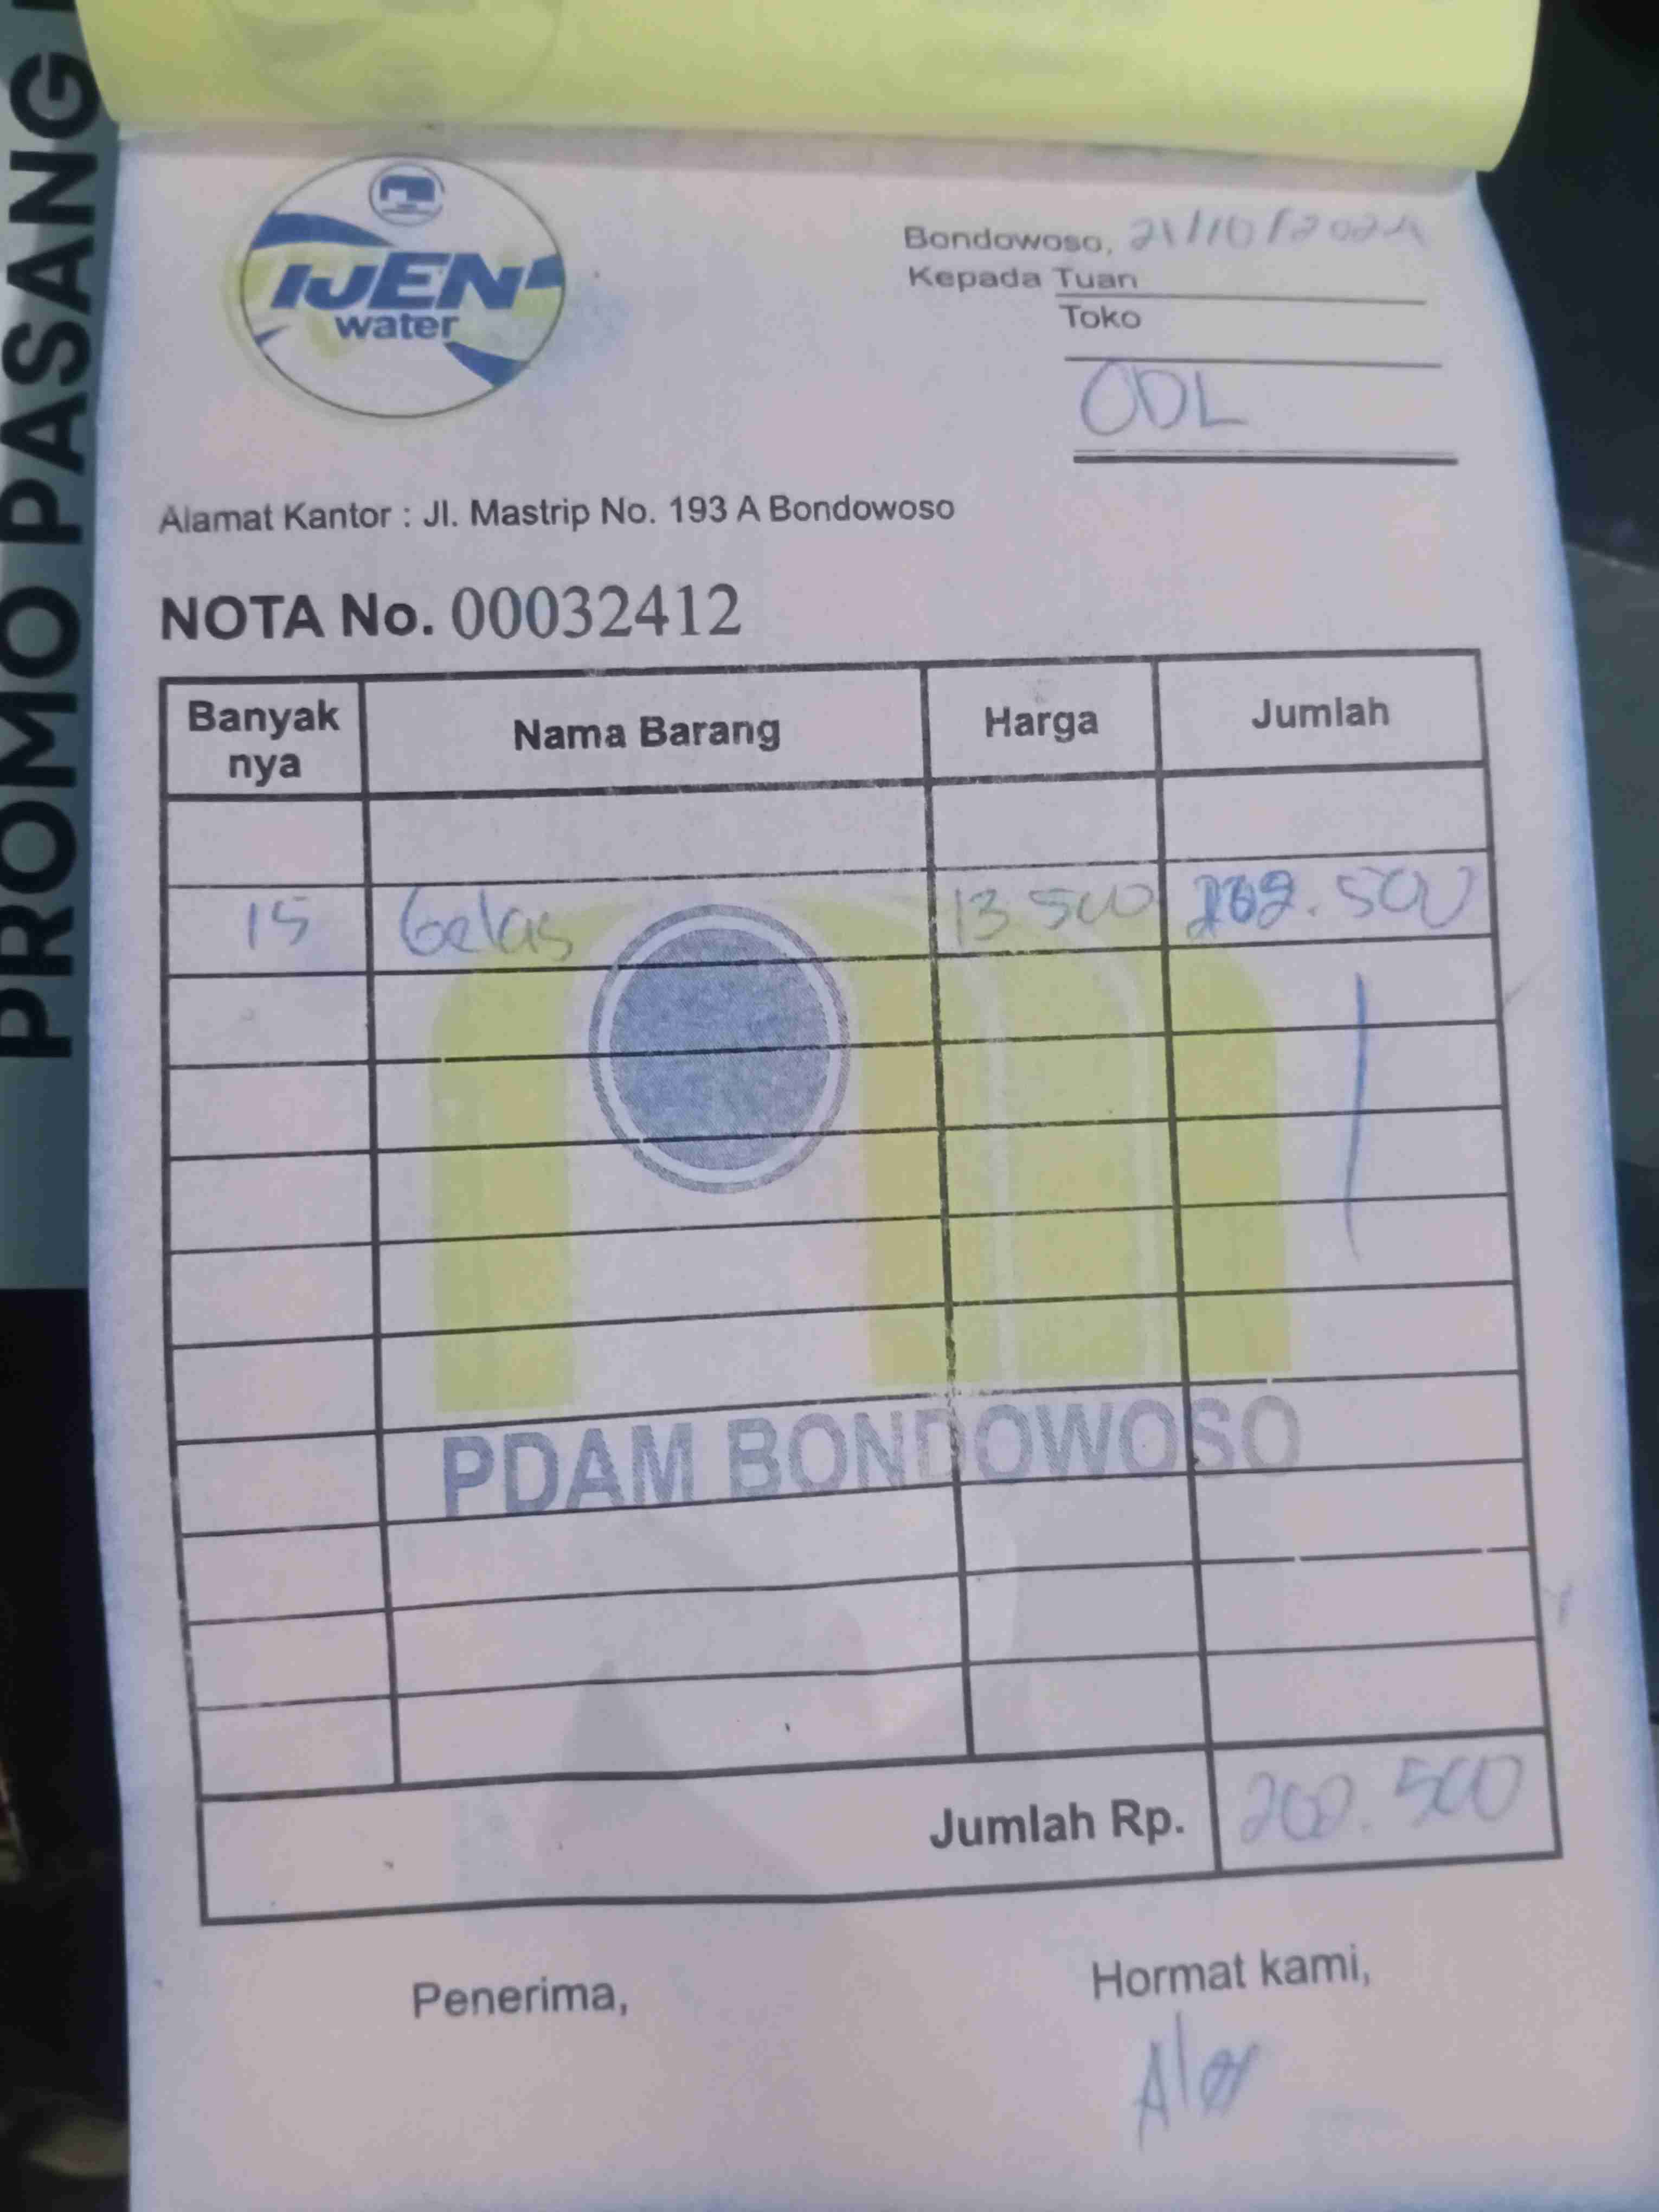 PROMO PASANG
IJEN
water
Bondowoso, 21/10/2024
Kepada Tuan
Toko
ODL
Alamat Kantor : Jl. Mastrip No. 193 A Bondowoso
NOTA No. 00032412
Banyak nya Nama Barang Harga Jumlah
15 Gelas 13.500 202.500
PDAM BONDOWOSO
Jumlah Rp. 202.500
Penerima, Hormat kami,